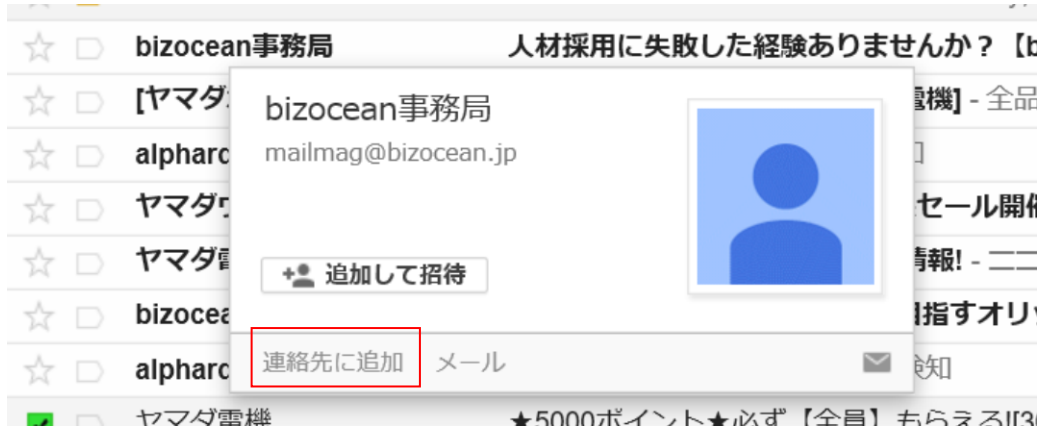 bizocean事務局 人材採用に失敗した経験ありませんか？【b
[ヤマダ 電機] - 全品
bizocean事務局
mailmag@bizocean.jp
alphard
ヤマダ セール開催
ヤマダ電 情報! - 二二
追加して招待
bizocea 目指すオリ
連絡先に追加 メール
alphard 検知
ヤマダ電機 ★5000ポイント★必ず【全員】もらえる!![3